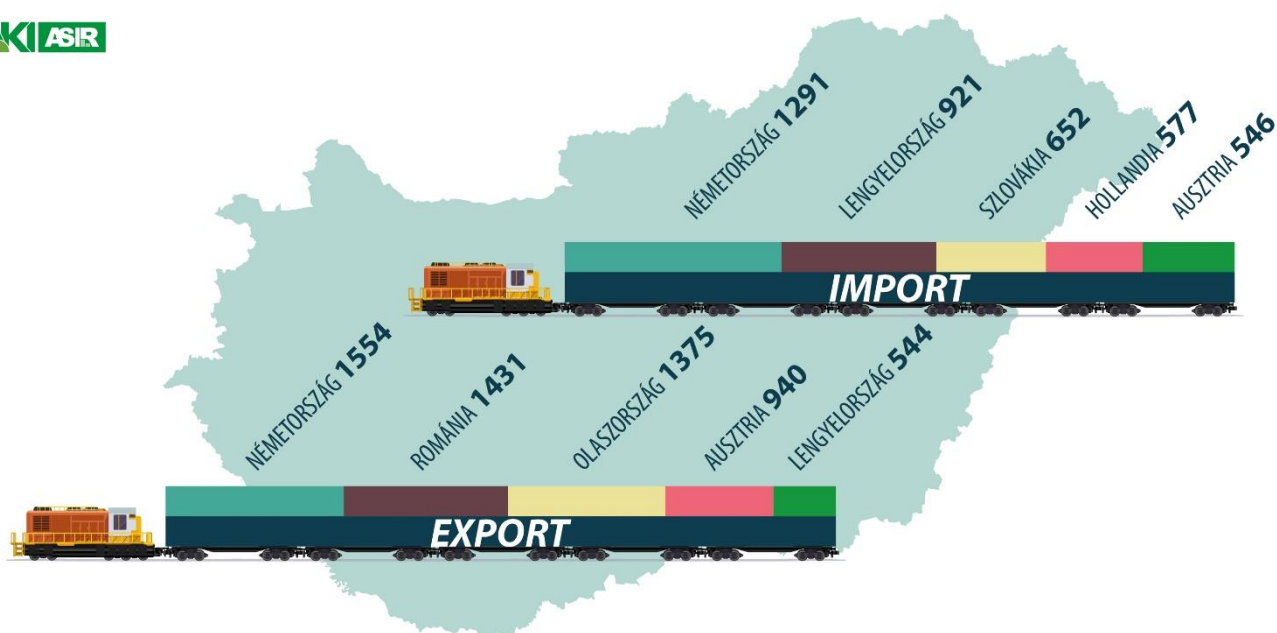 KI ASIR
NÉMETORSZÁG 1291
LENGYELORSZÁG 921
SZLOVÁKIA 652
HOLLANDIA 577
AUSZTRIA 546
IMPORT
NÉMETORSZÁG 1554
ROMÁNIA 1431
OLASZORSZÁG 1375
AUSZTRIA 940
LENGYELORSZÁG 544
EXPORT